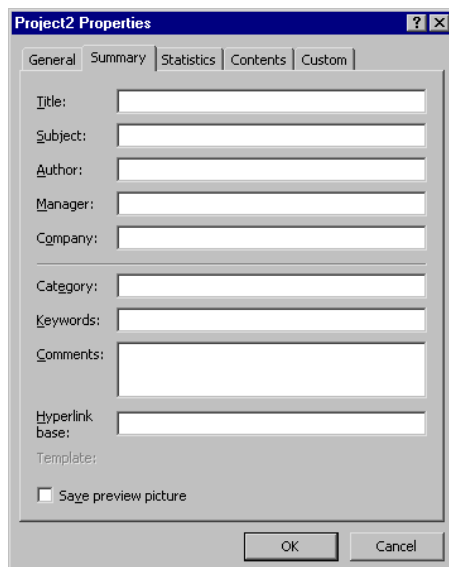 Project2 Properties
General Summary Statistics Contents Custom
Title:
Subject:
Author:
Manager:
Company:
Category:
Keywords:
Comments:
Hyperlink
base:
Template:
Save preview picture
OK Cancel